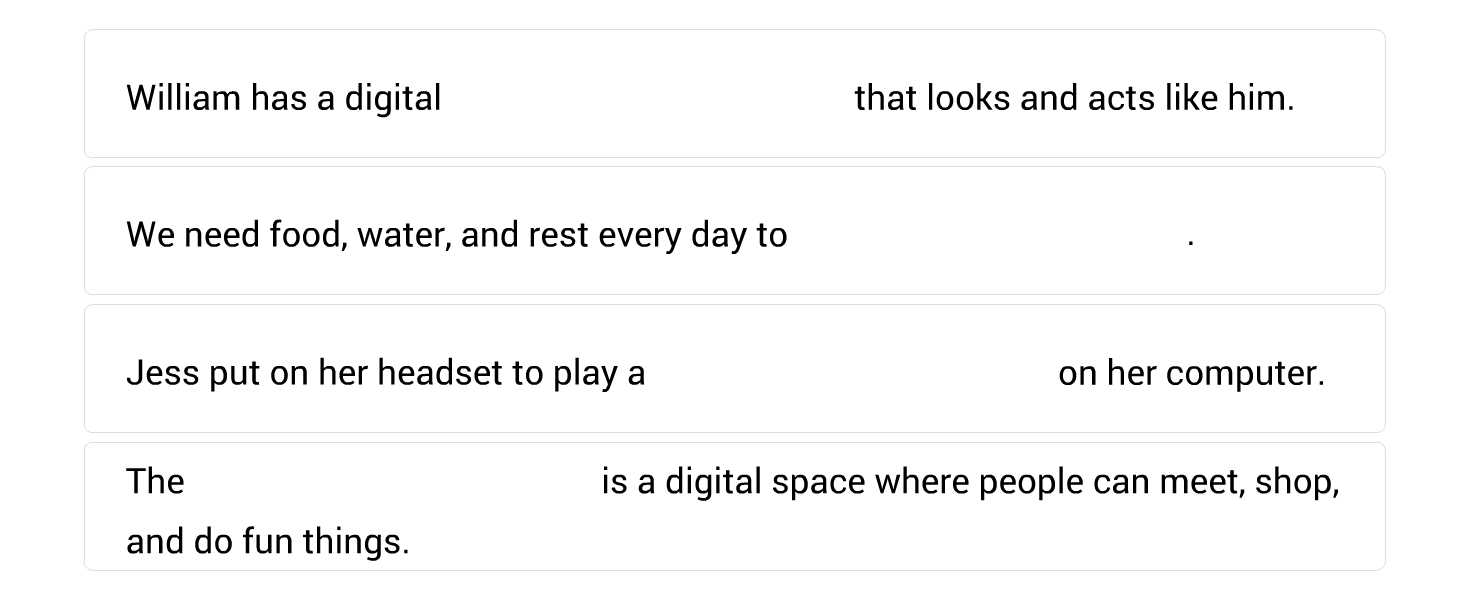 William has a digital that looks and acts like him.
We need food, water, and rest every day to .
Jess put on her headset to play a on her computer.
The is a digital space where people can meet, shop,
and do fun things.